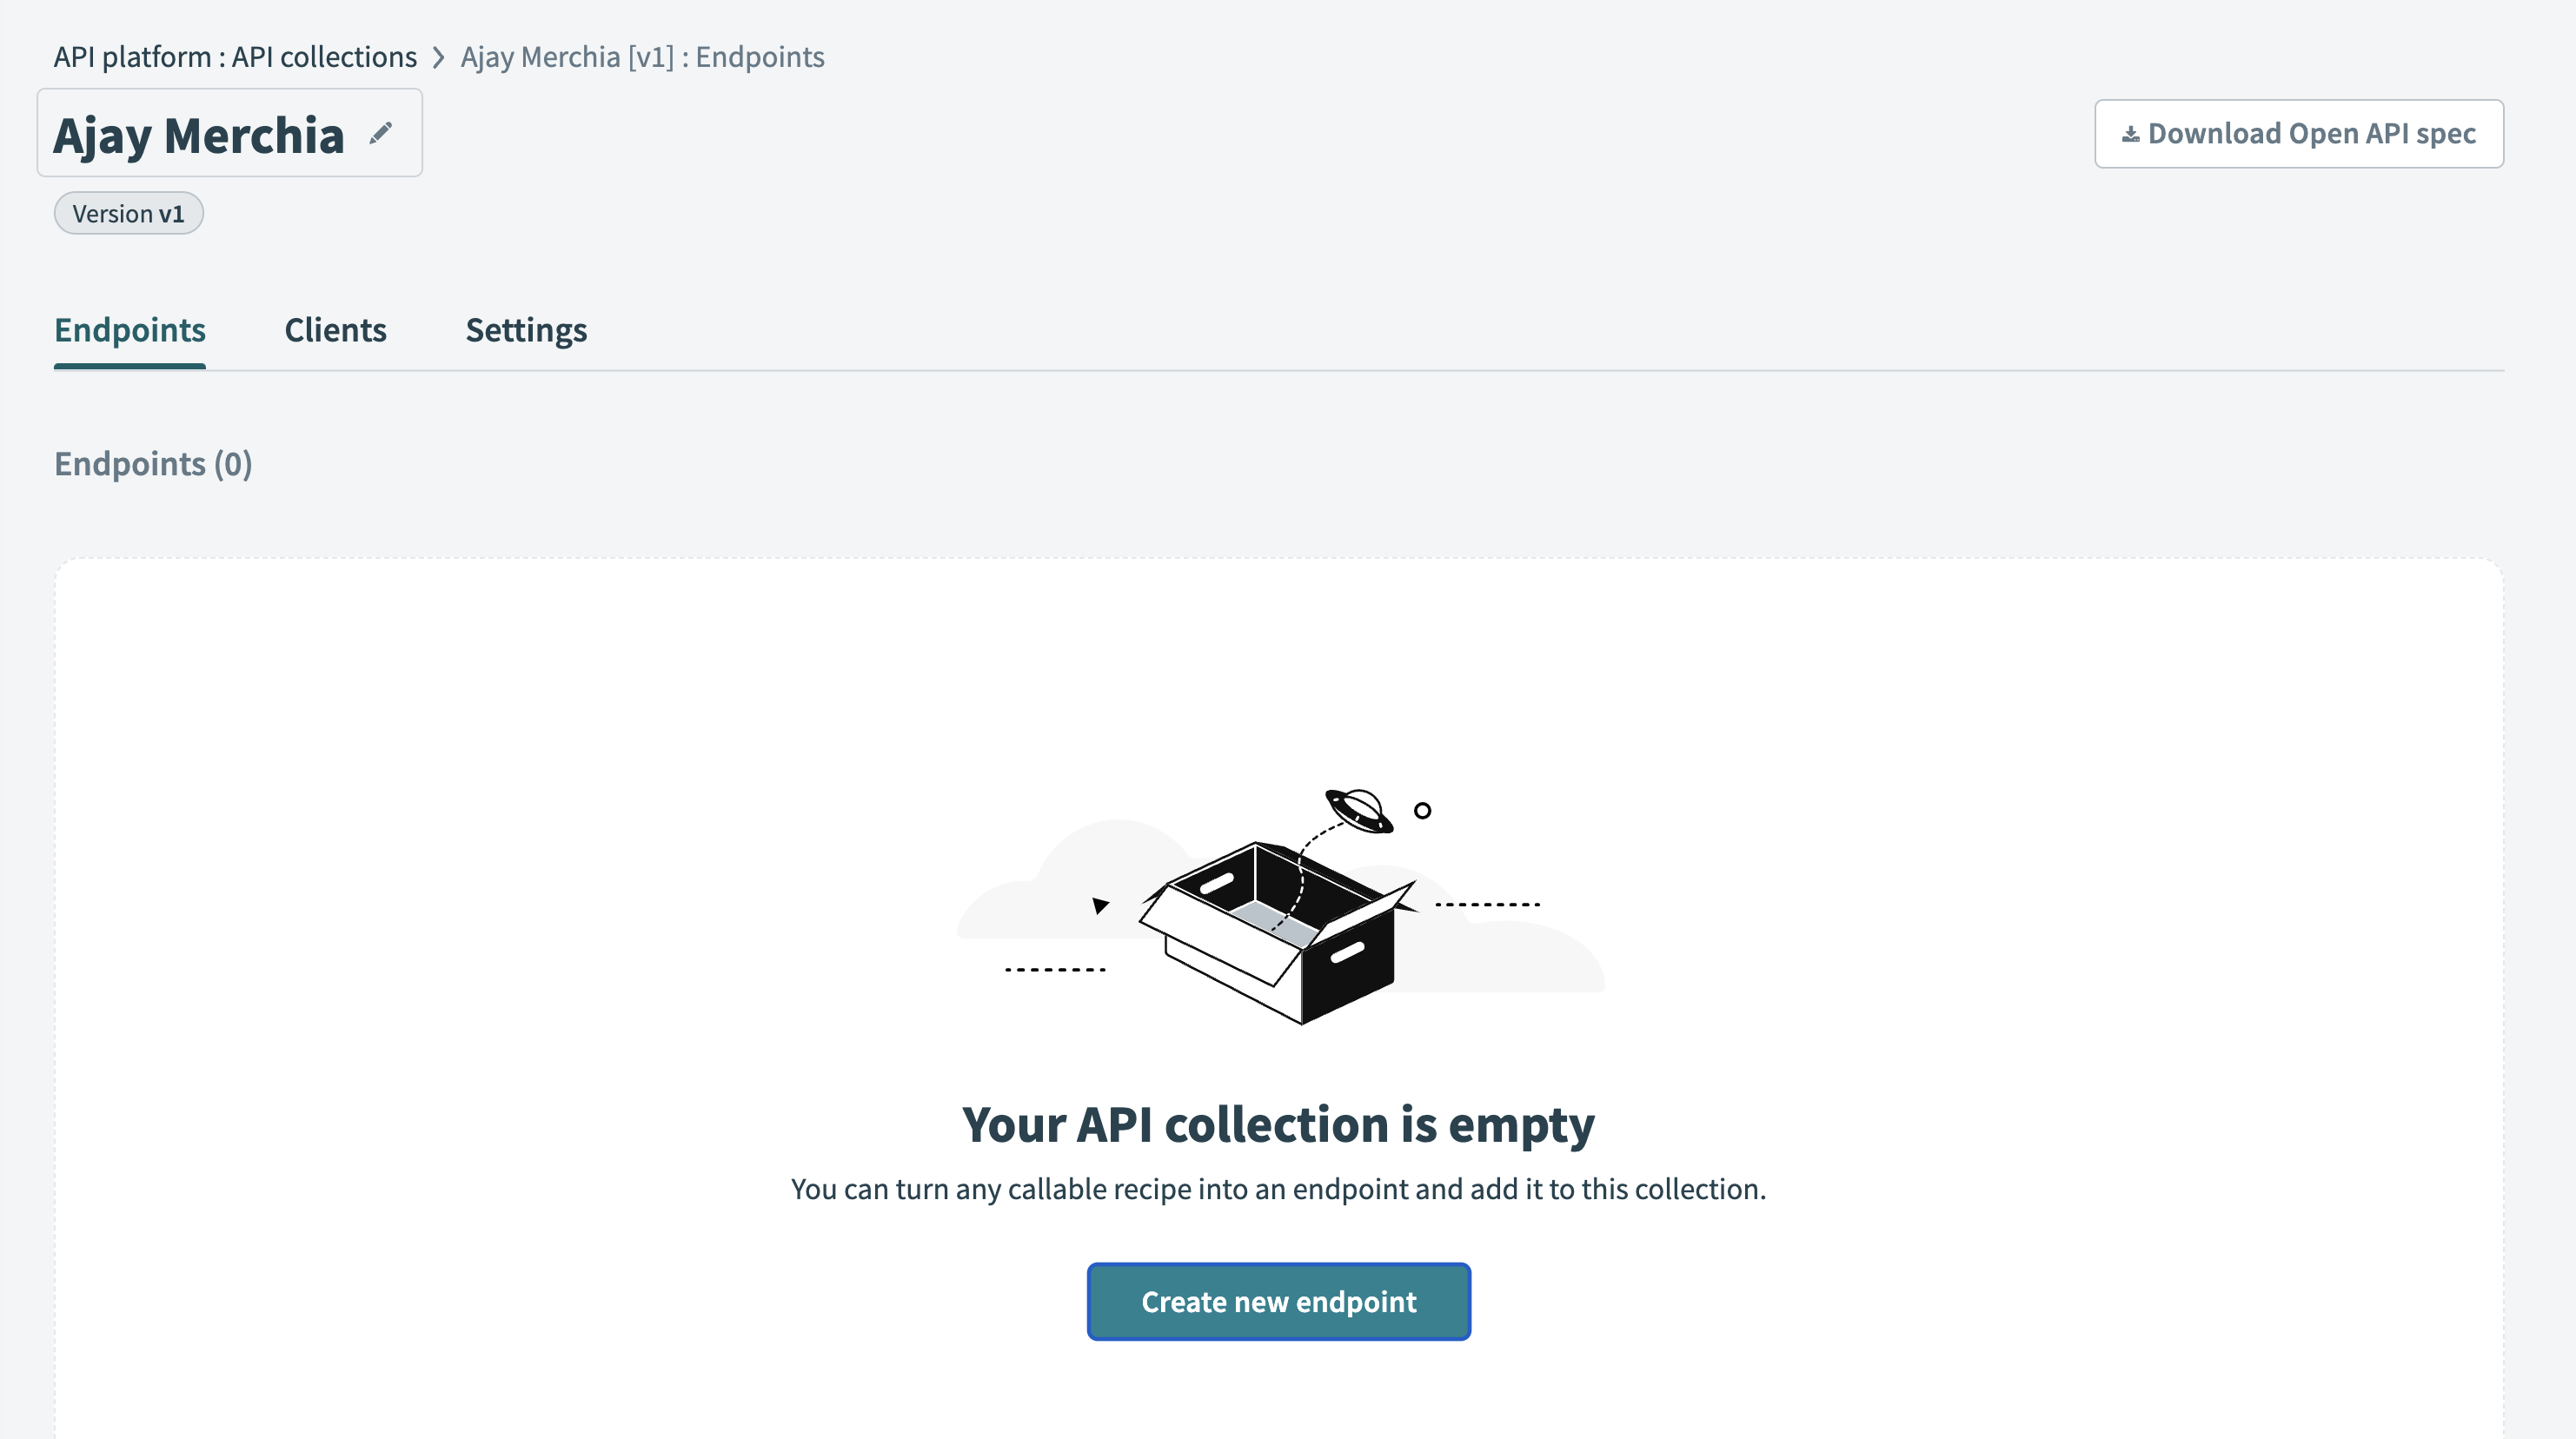 API platform : API collections > Ajay Merchia [v1] : Endpoints
Ajay Merchia
Download Open API spec
Version v1
Endpoints Clients Settings
Endpoints (0)
Your API collection is empty
You can turn any callable recipe into an endpoint and add it to this collection.
Create new endpoint